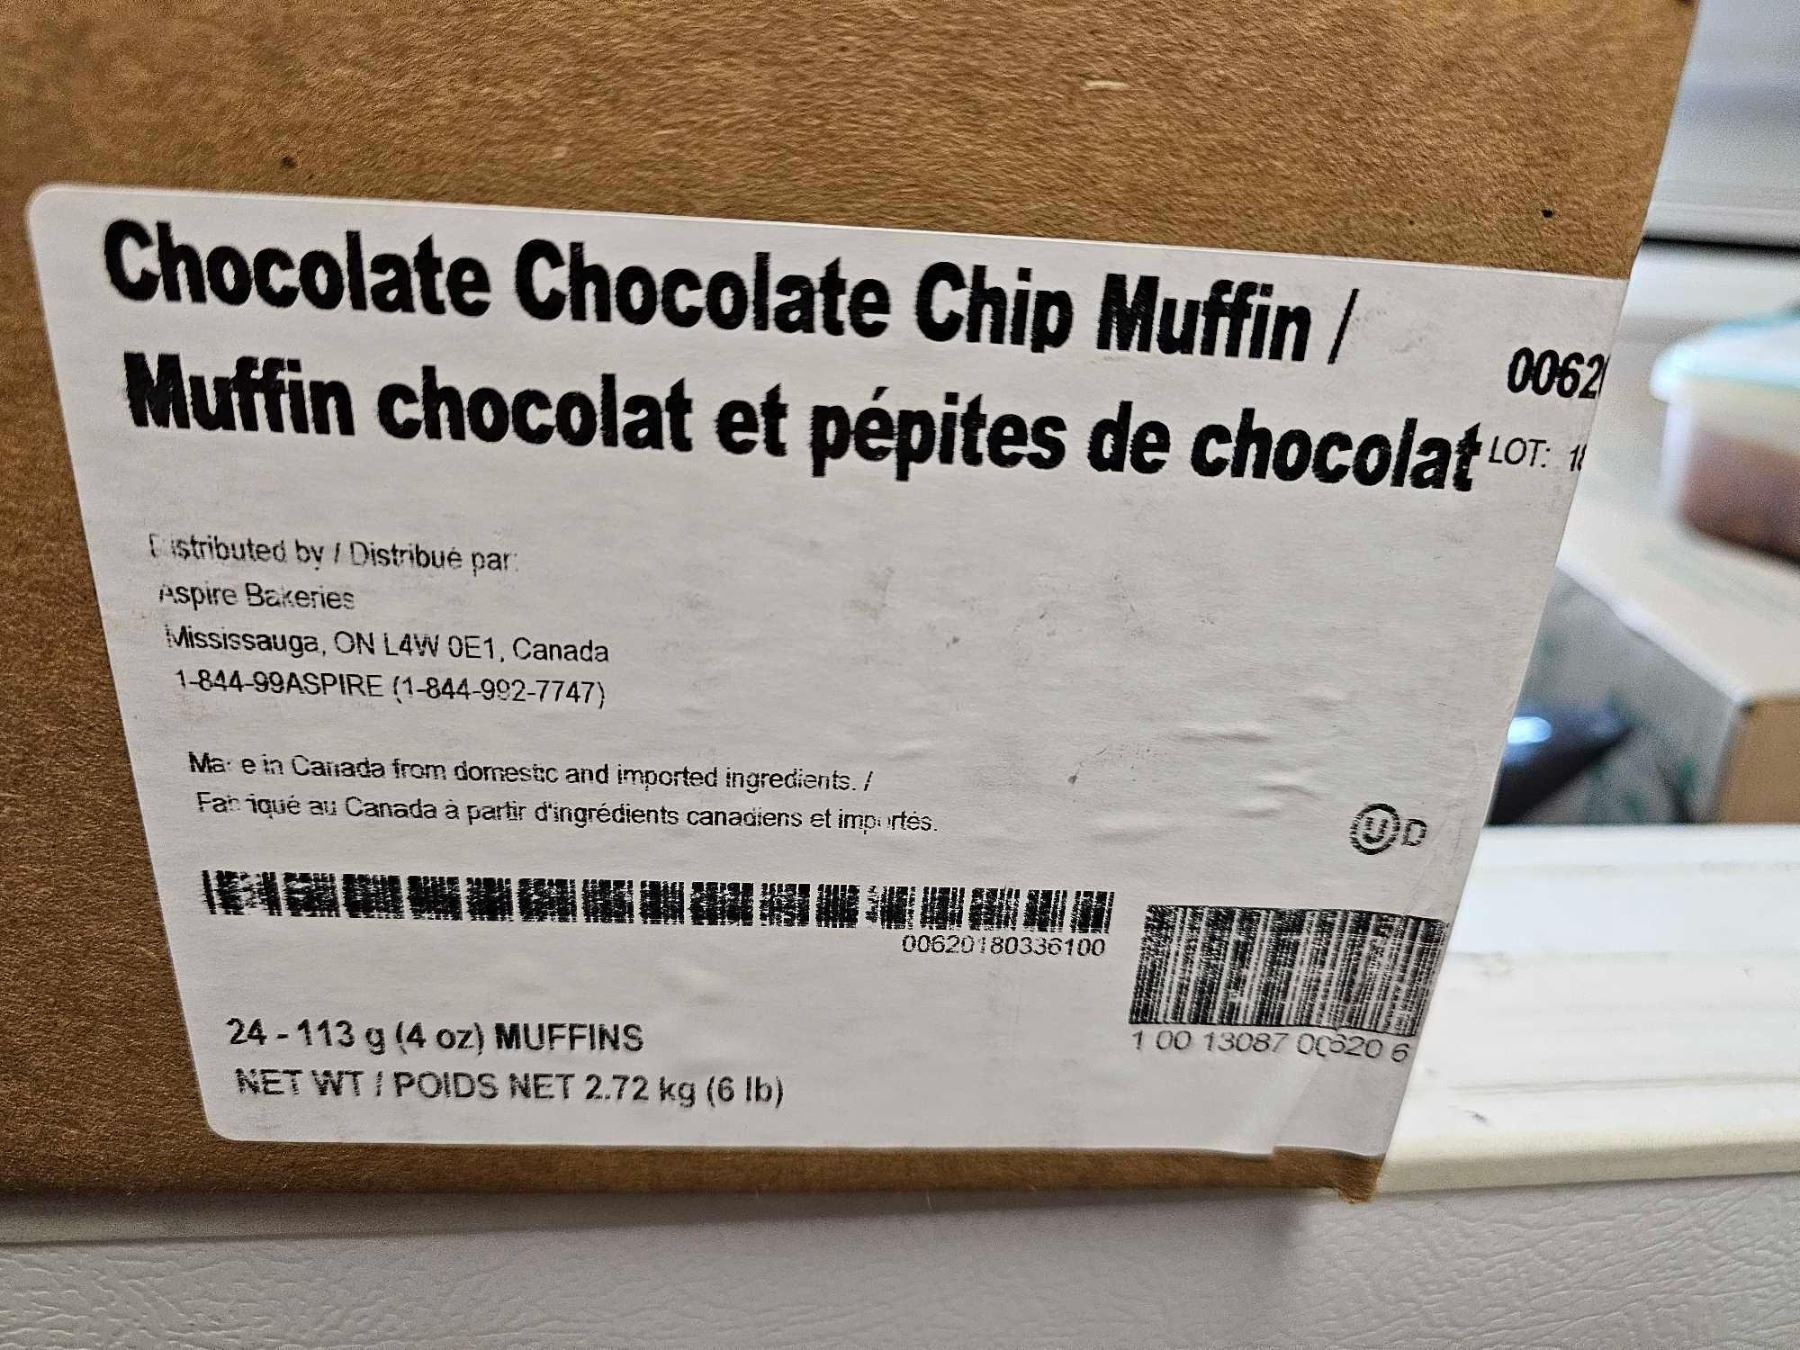 Chocolate Chocolate Chip Muffin /
Muffin chocolat et pépites de chocolat
0062
LOT: 18
Distributed by / Distribué par:
Aspire Bakeries
Mississauga, ON L4W 0E1, Canada
1-844-99ASPIRE (1-844-992-7747)
Made in Canada from domestic and imported ingredients. /
Fabriqué au Canada à partir d'ingrédients canadiens et importés.
U D
00620180336100
1 00 13087 00620 6
24 - 113 g (4 oz) MUFFINS
NET WT / POIDS NET 2.72 kg (6 lb)